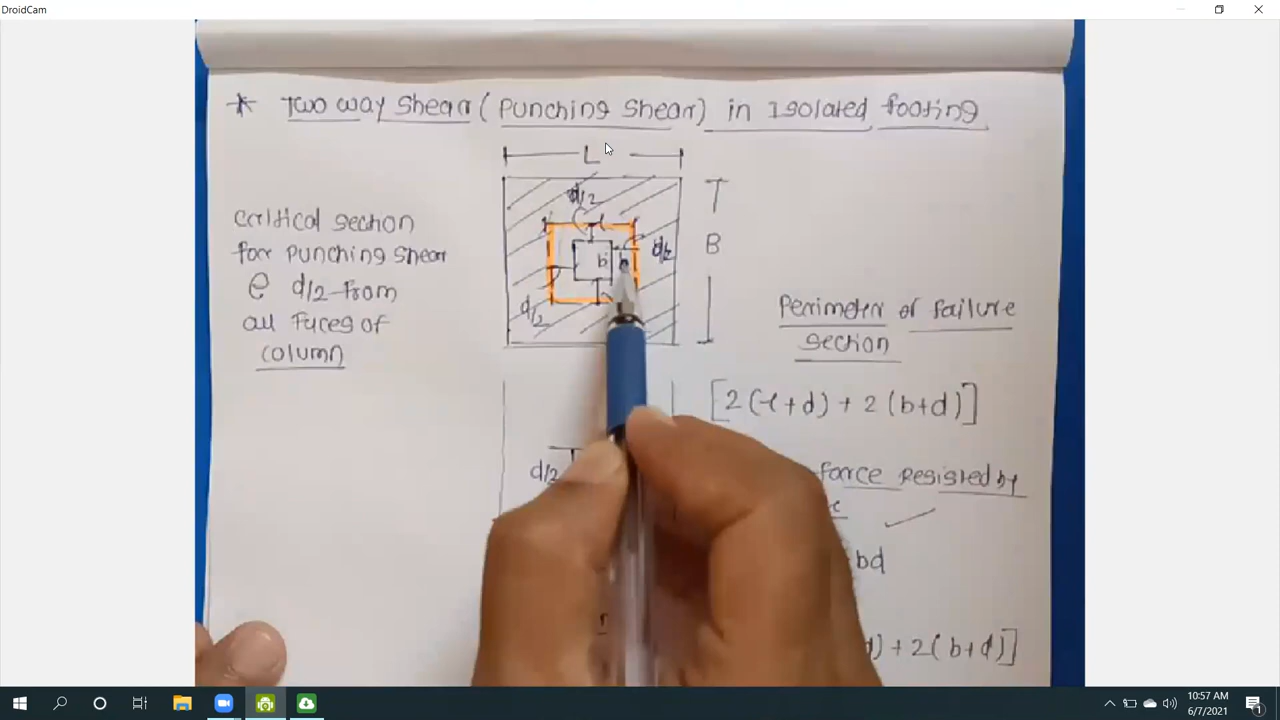 DroidCam
* Two way Shear (Punching Shear) in Isolated footing
L
d/2
B
b
b
d/2
d/2
critical section
for punching shear
@ d/2 from
all Faces of
column
Perimeter of failure
section
[2(l+d) + 2(b+d)]
d/2
force Resisted by
bd
d) + 2(b+d)]
10:57 AM
6/7/2021
1